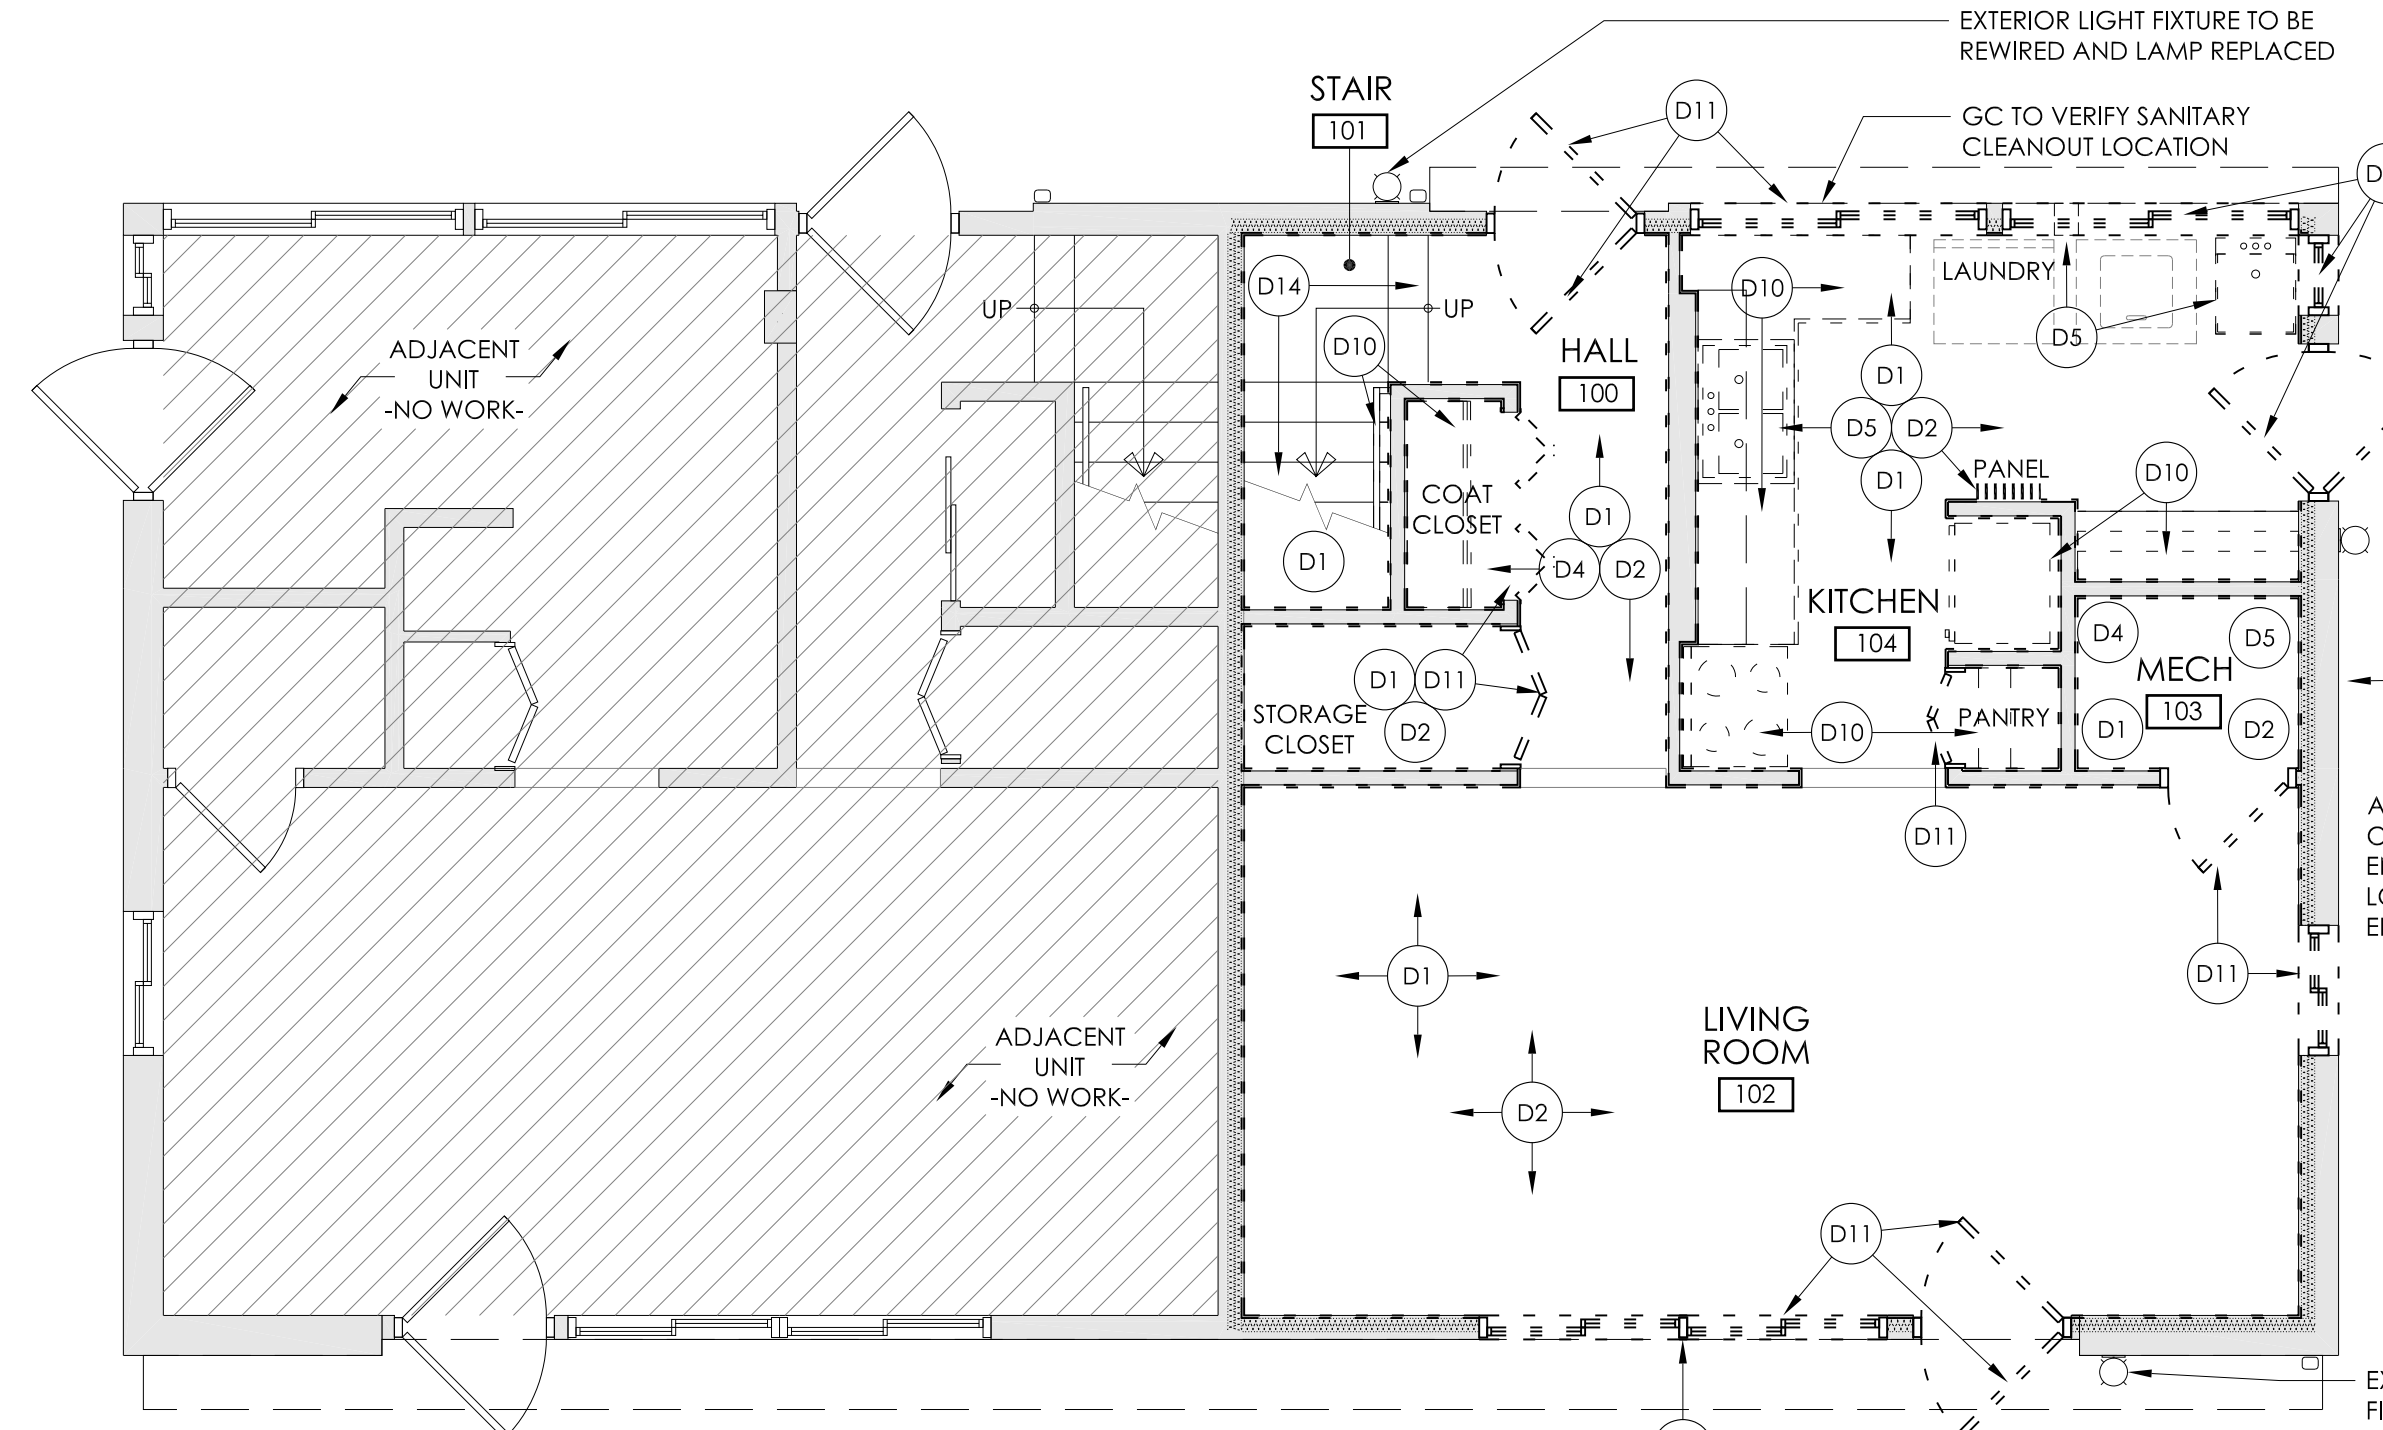 EXTERIOR LIGHT FIXTURE TO BE
REWIRED AND LAMP REPLACED
STAIR
101
D11
GC TO VERIFY SANITARY
CLEANOUT LOCATION
D14
D10
LAUNDRY
UP
UP
D5
ADJACENT
UNIT
-NO WORK-
D10
HALL
100
D1
D5
D2
D1
PANEL
D10
COAT
CLOSET
D1
D1
D4
D2
KITCHEN
104
D4
D5
MECH
103
D1
D2
D1
D11
D2
STORAGE
CLOSET
D10
PANTRY
D11
D1
D11
LIVING
ROOM
102
ADJACENT
UNIT
-NO WORK-
D2
D11